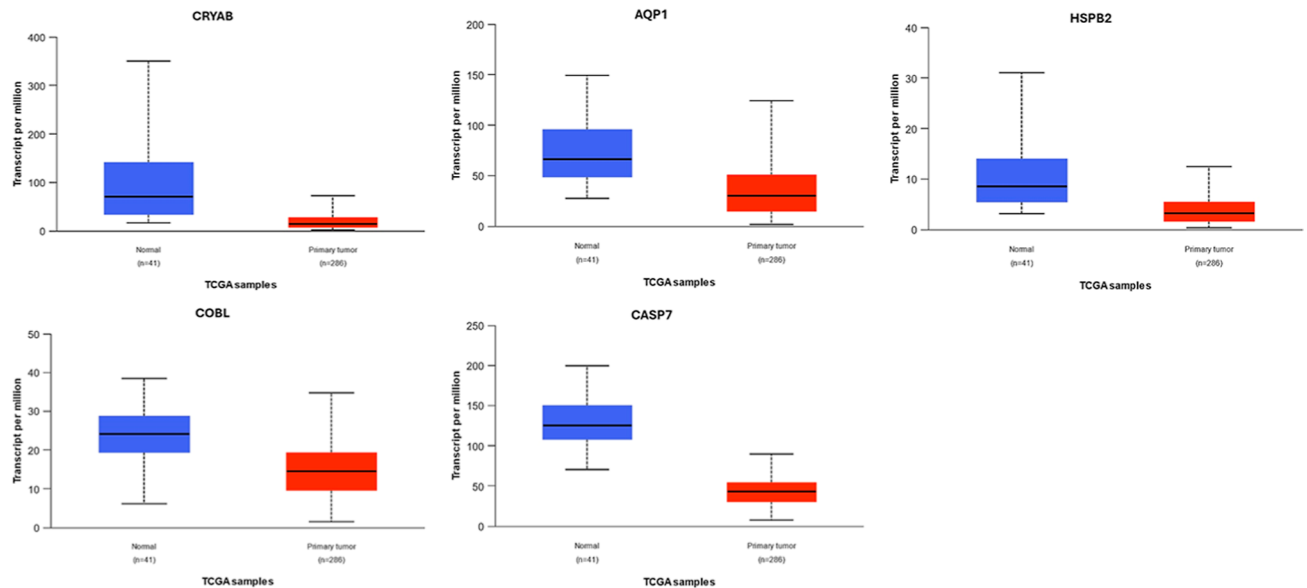 CRYAB
Transcript per million
400
300
200
100
0
Normal
(n=41)
Primary tumor
(n=286)
TCGA samples
AQP1
Transcript per million
200
150
100
50
0
Normal
(n=41)
Primary tumor
(n=286)
TCGA samples
HSPB2
Transcript per million
40
30
20
10
0
Normal
(n=41)
Primary tumor
(n=286)
TCGA samples
COBL
Transcript per million
50
40
30
20
10
0
Normal
(n=41)
Primary tumor
(n=286)
TCGA samples
CASP7
Transcript per million
250
200
150
100
50
0
Normal
(n=41)
Primary tumor
(n=286)
TCGA samples